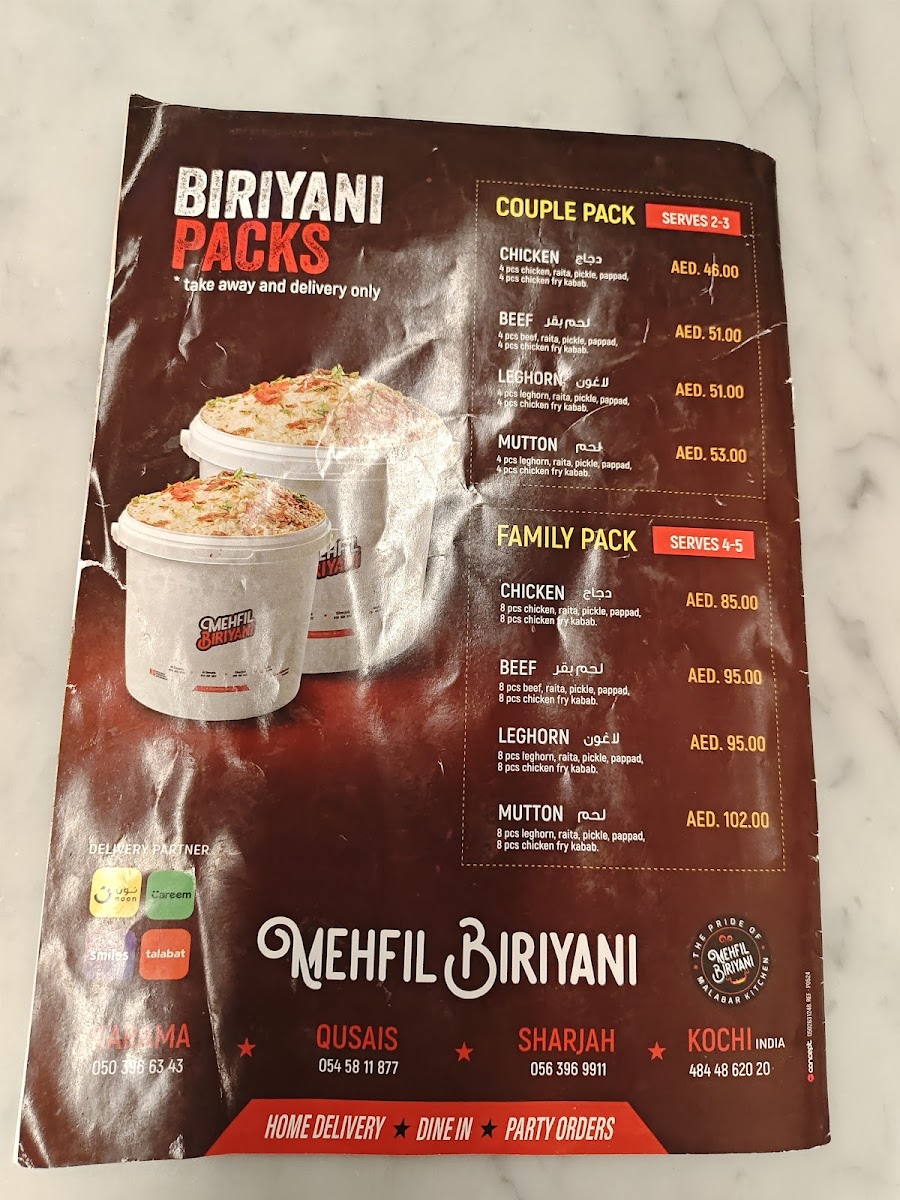 BIRIYANI
PACKS
* take away and delivery only
COUPLE PACK SERVES 2-3
CHICKEN دجاج AED. 46.00
4 pcs chicken, raita, pickle, pappad,
4 pcs chicken fry kabab.
BEEF لحم بقر AED. 51.00
4 pcs beef, raita, pickle, pappad,
4 pcs chicken fry kabab.
LEGHORN لاغون AED. 51.00
4 pcs leghorn, raita, pickle, pappad,
4 pcs chicken fry kabab.
MUTTON لحم AED. 53.00
4 pcs leghorn, raita, pickle, pappad,
4 pcs chicken fry kabab.
FAMILY PACK SERVES 4-5
CHICKEN دجاج AED. 85.00
8 pcs chicken, raita, pickle, pappad,
8 pcs chicken fry kabab.
BEEF لحم بقر AED. 95.00
8 pcs beef, raita, pickle, pappad,
8 pcs chicken fry kabab.
LEGHORN لاغون AED. 95.00
8 pcs leghorn, raita, pickle, pappad,
8 pcs chicken fry kabab.
MUTTON لحم AED. 102.00
8 pcs leghorn, raita, pickle, pappad,
8 pcs chicken fry kabab.
MEHFIL
BIRIYANI
MEHFIL
BIRIYANI
DELIVERY PARTNER
نون
noon
Careem
smiles
talabat
MEHFIL BIRIYANI
THE PRIDE OF
MEHFIL
BIRIYANI
MALABAR KITCHEN
concept
050 396 63 43
QUSAIS
054 58 11 877
SHARJAH
056 396 9911
KOCHI INDIA
484 48 620 20
HOME DELIVERY ★ DINE IN ★ PARTY ORDERS